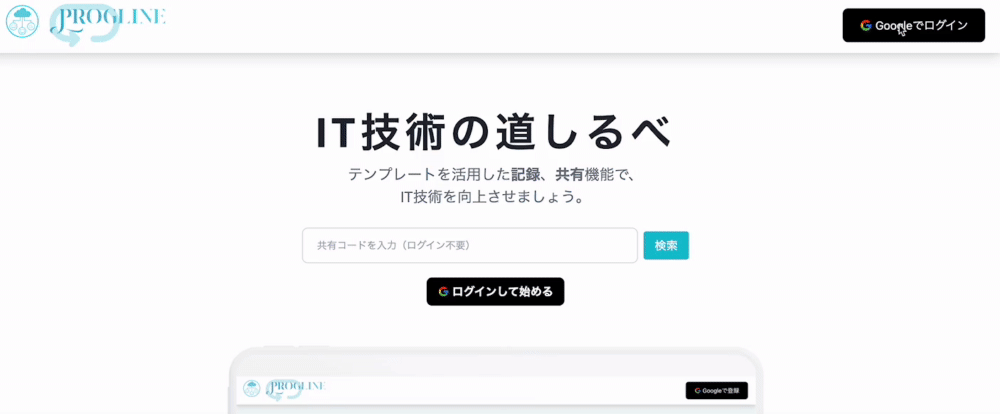 PROGLINE
Googleでログイン
IT技術の道しるべ
テンプレートを活用した記録、共有機能で、
IT技術を向上させましょう。
共有コードを入力（ログイン不要）
検索
ログインして始める
PROGLINE
Googleで登録